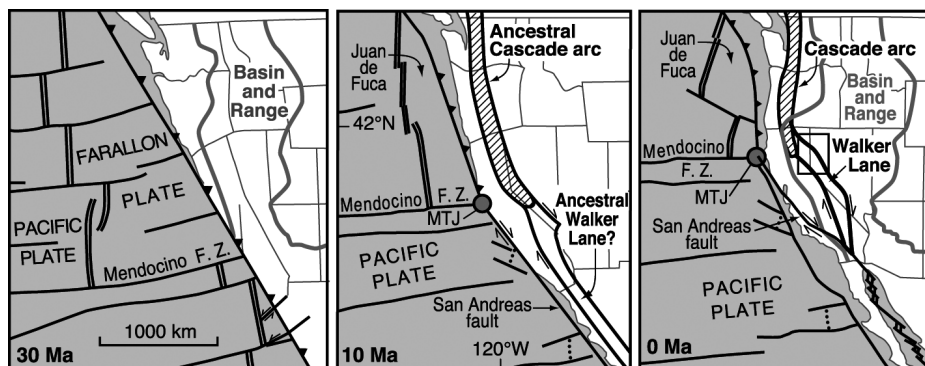 Basin
and
Range
FARALLON
PLATE
PACIFIC
PLATE
Mendocino F. Z.
1000 km
30 Ma
Ancestral
Cascade arc
Juan
de
Fuca
42°N
Mendocino F. Z.
MTJ
Ancestral
Walker
Lane?
PACIFIC
PLATE
San Andreas
fault
120°W
10 Ma
Juan
de
Fuca
Cascade arc
Basin
and
Range
Mendocino
F. Z.
Walker
Lane
MTJ
San Andreas
fault
PACIFIC
PLATE
0 Ma